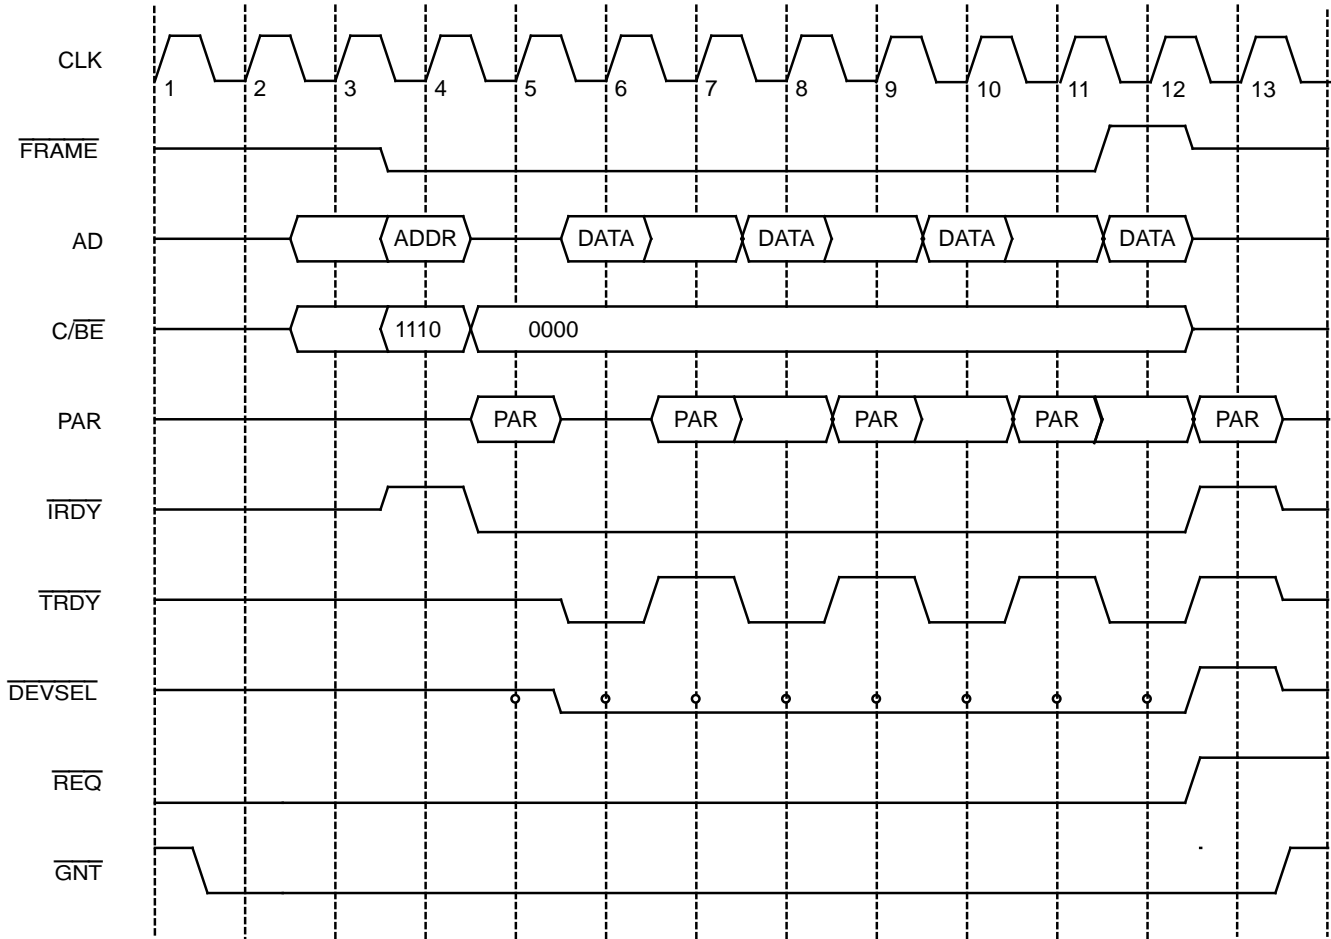 CLK
1 2 3 4 5 6 7 8 9 10 11 12 13
FRAME
AD ADDR DATA DATA DATA DATA
C/BE 1110 0000
PAR PAR PAR PAR PAR PAR
IRDY
TRDY
DEVSEL
REQ
GNT